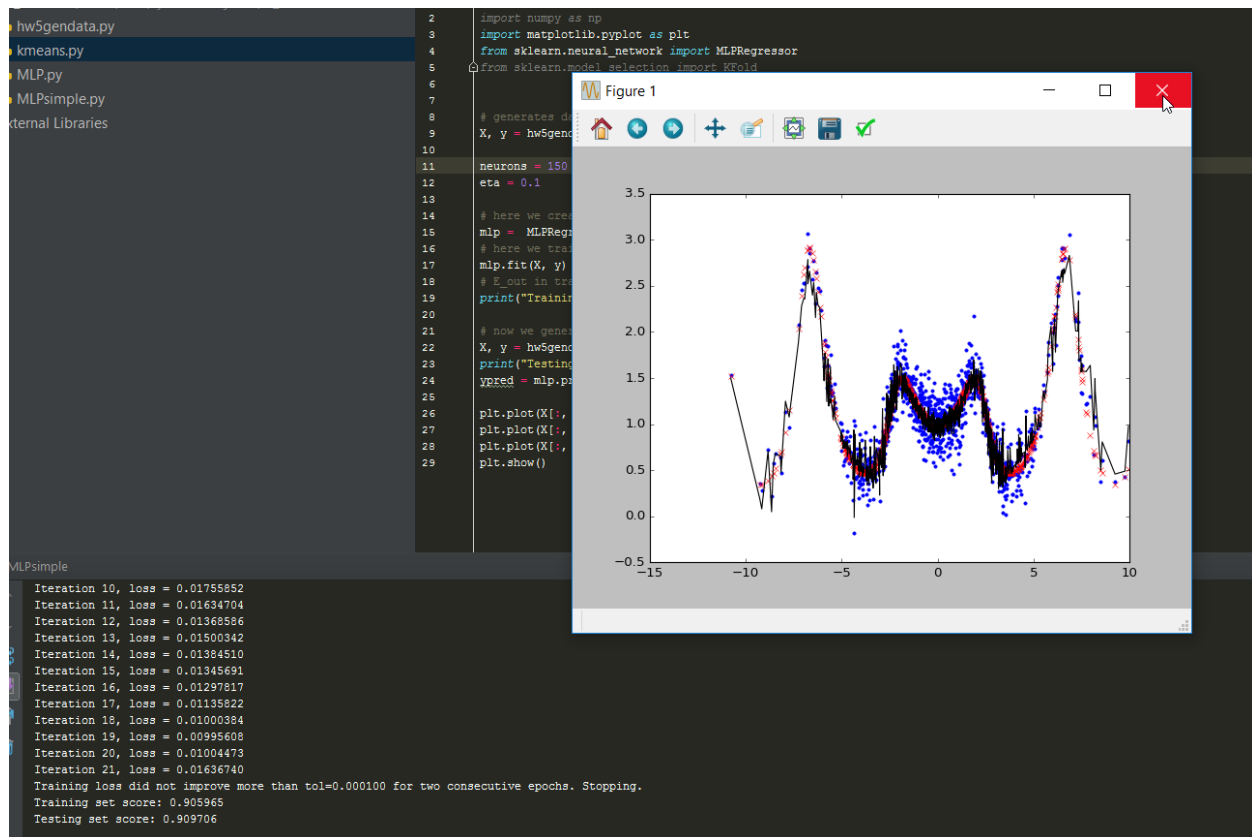 hw5gendata.py
kmeans.py
MLP.py
MLPsimple.py
External Libraries
2 import numpy as np
3 import matplotlib.pyplot as plt
4 from sklearn.neural_network import MLPRegressor
5 from sklearn.model_selection import KFold
6
7
8 # generates da
9 X, y = hw5geno
10
11 neurons = 150
12 eta = 0.1
13
14 # here we crea
15 mlp = MLPRegr
16 # here we trai
17 mlp.fit(X, y)
18 # E_out in tra
19 print("Trainin
20
21 # now we gener
22 X, y = hw5geno
23 print("Testing
24 ypred = mlp.pr
25
26 plt.plot(X[:,
27 plt.plot(X[:,
28 plt.plot(X[:,
29 plt.show()
Figure 1
3.5
3.0
2.5
2.0
1.5
1.0
0.5
0.0
−0.5
−15 −10 −5 0 5 10
MLPsimple
Iteration 10, loss = 0.01755852
Iteration 11, loss = 0.01634704
Iteration 12, loss = 0.01368586
Iteration 13, loss = 0.01500342
Iteration 14, loss = 0.01384510
Iteration 15, loss = 0.01345691
Iteration 16, loss = 0.01297817
Iteration 17, loss = 0.01135822
Iteration 18, loss = 0.01000384
Iteration 19, loss = 0.00995608
Iteration 20, loss = 0.01004473
Iteration 21, loss = 0.01636740
Training loss did not improve more than tol=0.000100 for two consecutive epochs. Stopping.
Training set score: 0.905965
Testing set score: 0.909706